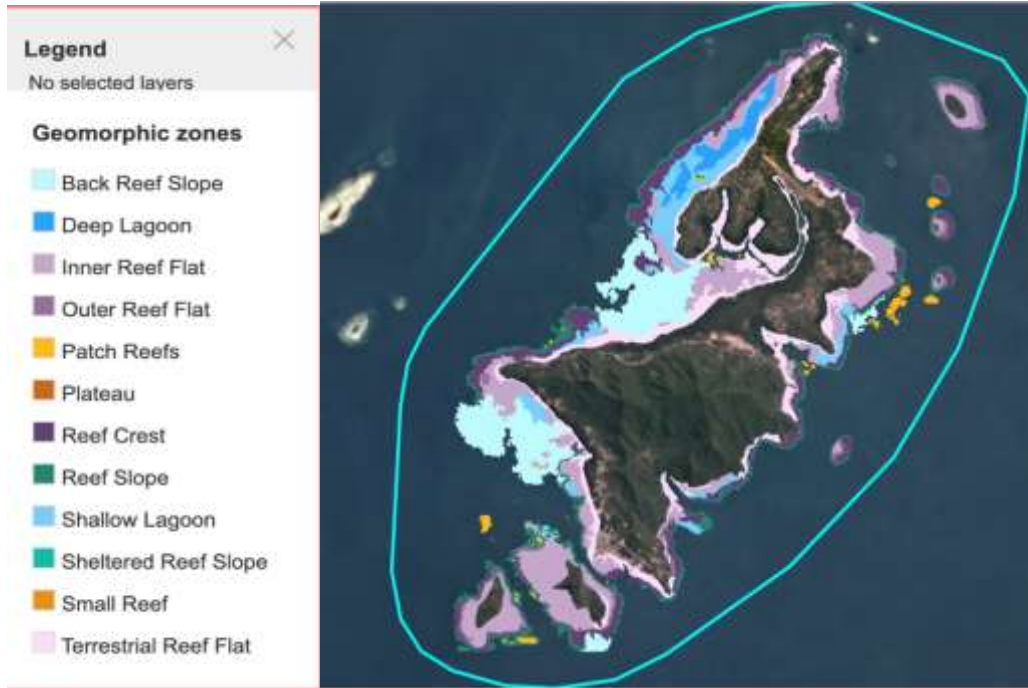 Legend
No selected layers
Geomorphic zones
Back Reef Slope
Deep Lagoon
Inner Reef Flat
Outer Reef Flat
Patch Reefs
Plateau
Reef Crest
Reef Slope
Shallow Lagoon
Sheltered Reef Slope
Small Reef
Terrestrial Reef Flat